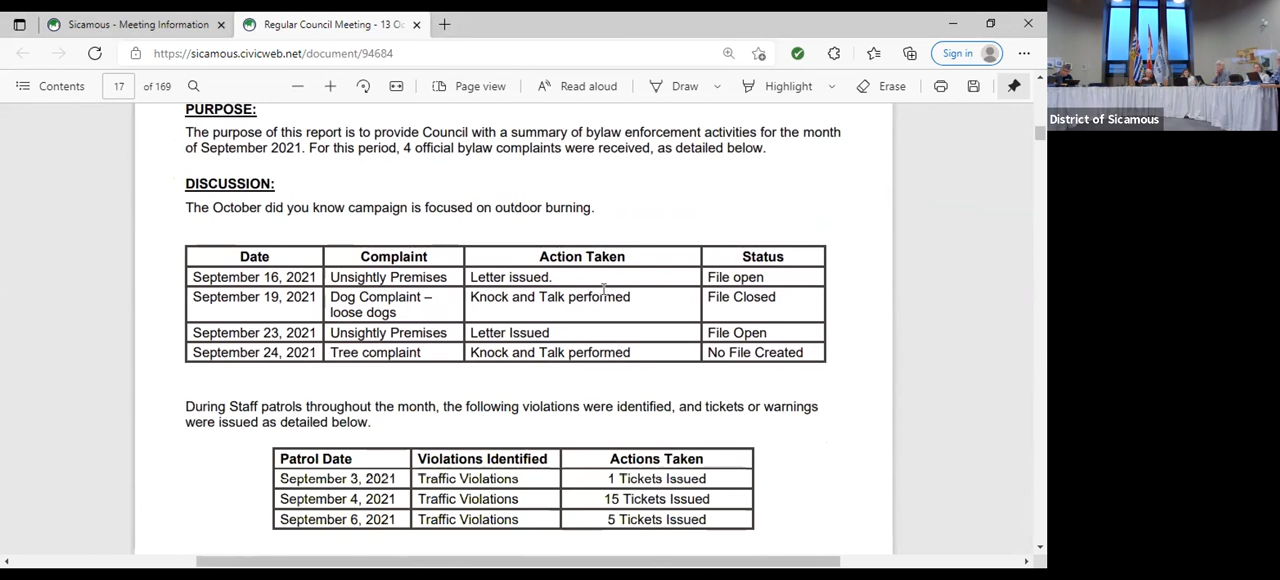 Sicamous - Meeting Information
Regular Council Meeting - 13 Oc
https://sicamous.civicweb.net/document/94684
Sign in
Contents
17
of 169
Page view
Read aloud
Draw
Highlight
Erase
District of Sicamous
PURPOSE:
The purpose of this report is to provide Council with a summary of bylaw enforcement activities for the month
of September 2021. For this period, 4 official bylaw complaints were received, as detailed below.
DISCUSSION:
The October did you know campaign is focused on outdoor burning.
Date Complaint Action Taken Status
September 16, 2021 Unsightly Premises Letter issued. File open
September 19, 2021 Dog Complaint – Knock and Talk performed File Closed
loose dogs
September 23, 2021 Unsightly Premises Letter Issued File Open
September 24, 2021 Tree complaint Knock and Talk performed No File Created
During Staff patrols throughout the month, the following violations were identified, and tickets or warnings
were issued as detailed below.
Patrol Date Violations Identified Actions Taken
September 3, 2021 Traffic Violations 1 Tickets Issued
September 4, 2021 Traffic Violations 15 Tickets Issued
September 6, 2021 Traffic Violations 5 Tickets Issued